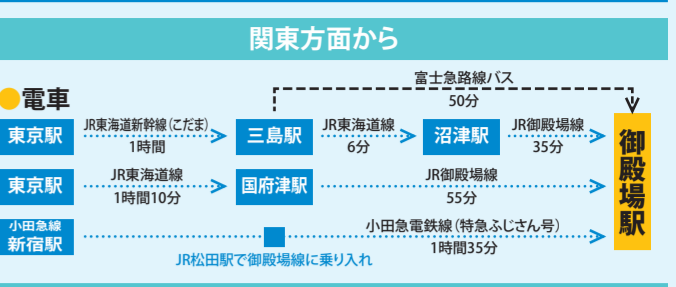 関東方面から
●電車
富士急路線バス
50分
東京駅 JR東海道新幹線(こだま) 1時間 三島駅 JR東海道線 6分 沼津駅 JR御殿場線 35分
御殿場駅
東京駅 JR東海道線 1時間10分 国府津駅 JR御殿場線 55分
小田急線
新宿駅
小田急電鉄線(特急ふじさん号)
1時間35分
JR松田駅で御殿場線に乗り入れ